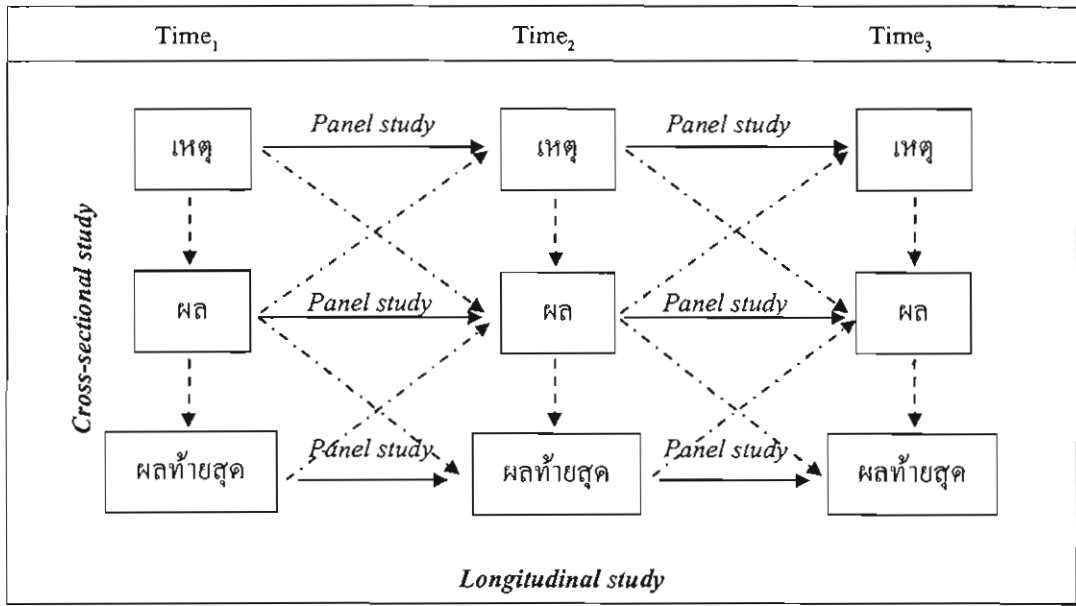 Time₁ Time₂ Time₃
Panel study Panel study
เหตุ เหตุ เหตุ
Cross-sectional study
Panel study Panel study
ผล ผล ผล
Panel study Panel study
ผลท้ายสุด ผลท้ายสุด ผลท้ายสุด
Longitudinal study